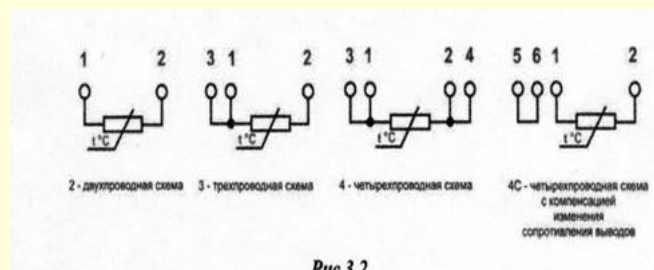 1 2 3 1 2 3 1 2 4 5 6 1 2
t °C t °C t °C t °C
2 - двухпроводная схема 3 - трехпроводная схема 4 - четырехпроводная схема 4С - четырехпроводная схема
с компенсацией
изменения
сопротивления выводов
Рис 3.2